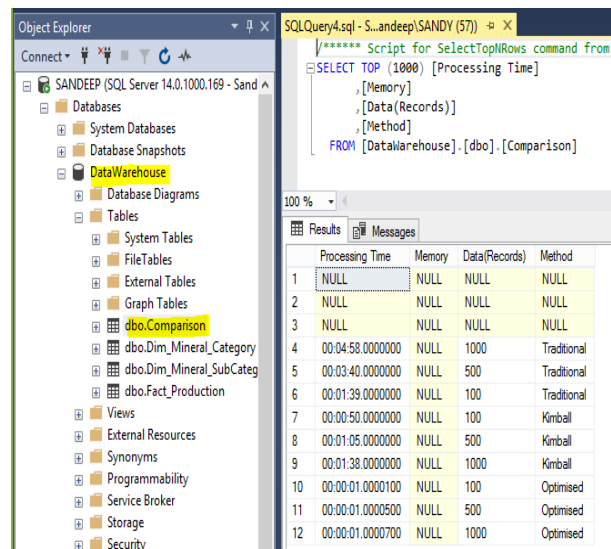 Object Explorer
Connect
SANDEEP (SQL Server 14.0.1000.169 - Sand
Databases
System Databases
Database Snapshots
DataWarehouse
Database Diagrams
Tables
System Tables
FileTables
External Tables
Graph Tables
dbo.Comparison
dbo.Dim_Mineral_Category
dbo.Dim_Mineral_SubCateg
dbo.Fact_Production
Views
External Resources
Synonyms
Programmability
Service Broker
Storage
Security
SQLQuery4.sql - S...andeep\SANDY (57))
/****** Script for SelectTopNRows command from
SELECT TOP (1000) [Processing Time]
,[Memory]
,[Data(Records)]
,[Method]
FROM [DataWarehouse].[dbo].[Comparison]
100 %
Results Messages
Processing Time Memory Data(Records) Method
1 NULL NULL NULL NULL
2 NULL NULL NULL NULL
3 NULL NULL NULL NULL
4 00:04:58.0000000 NULL 1000 Traditional
5 00:03:40.0000000 NULL 500 Traditional
6 00:01:39.0000000 NULL 100 Traditional
7 00:00:50.0000000 NULL 100 Kimball
8 00:01:05.0000000 NULL 500 Kimball
9 00:01:38.0000000 NULL 1000 Kimball
10 00:00:01.0000100 NULL 100 Optimised
11 00:00:01.0000500 NULL 500 Optimised
12 00:00:01.0000700 NULL 1000 Optimised